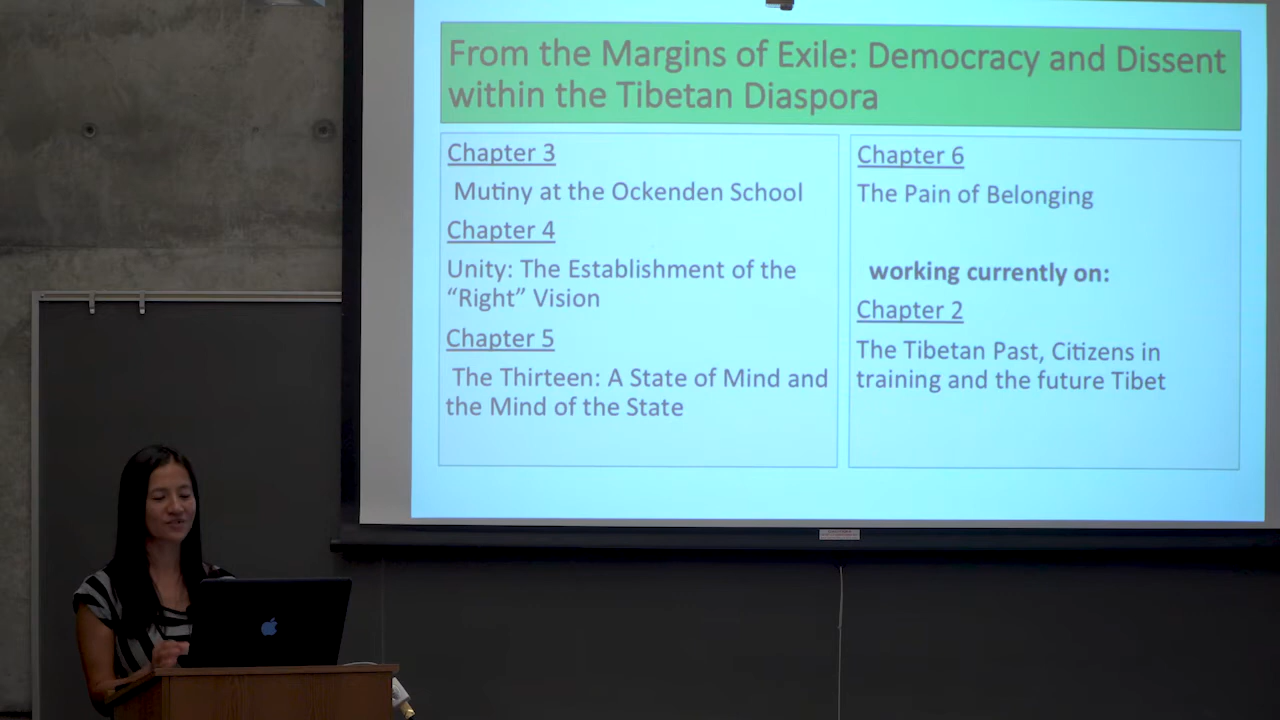 From the Margins of Exile: Democracy and Dissent
within the Tibetan Diaspora
Chapter 3
Mutiny at the Ockenden School
Chapter 4
Unity: The Establishment of the
“Right” Vision
Chapter 5
The Thirteen: A State of Mind and
the Mind of the State
Chapter 6
The Pain of Belonging
working currently on:
Chapter 2
The Tibetan Past, Citizens in
training and the future Tibet